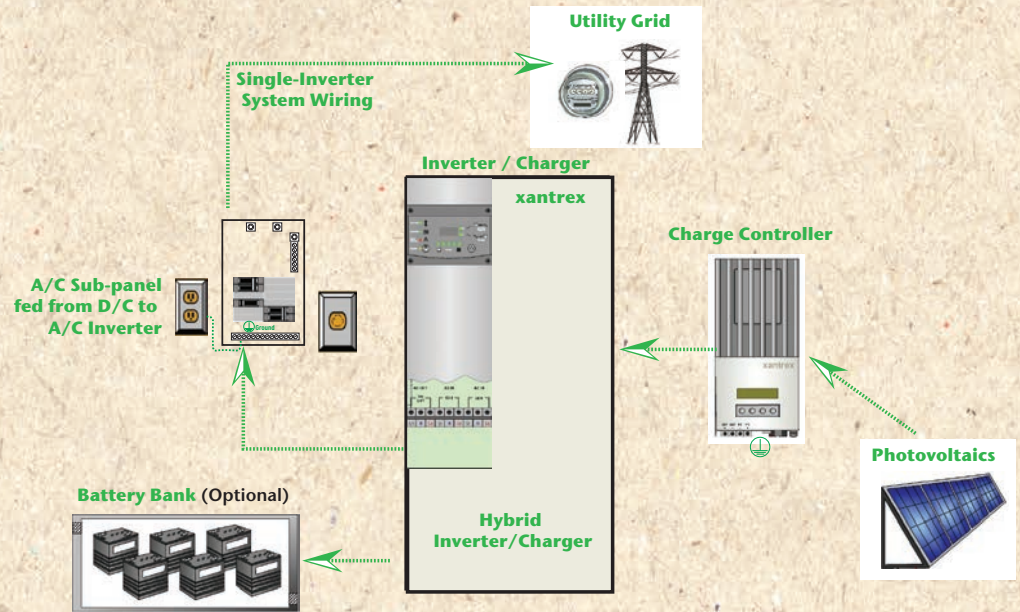 Utility Grid
Single-Inverter
System Wiring
Inverter / Charger
xantrex
Charge Controller
A/C Sub-panel
fed from D/C to
A/C Inverter
Ground
xantrex
Photovoltaics
Battery Bank (Optional)
Hybrid
Inverter/Charger